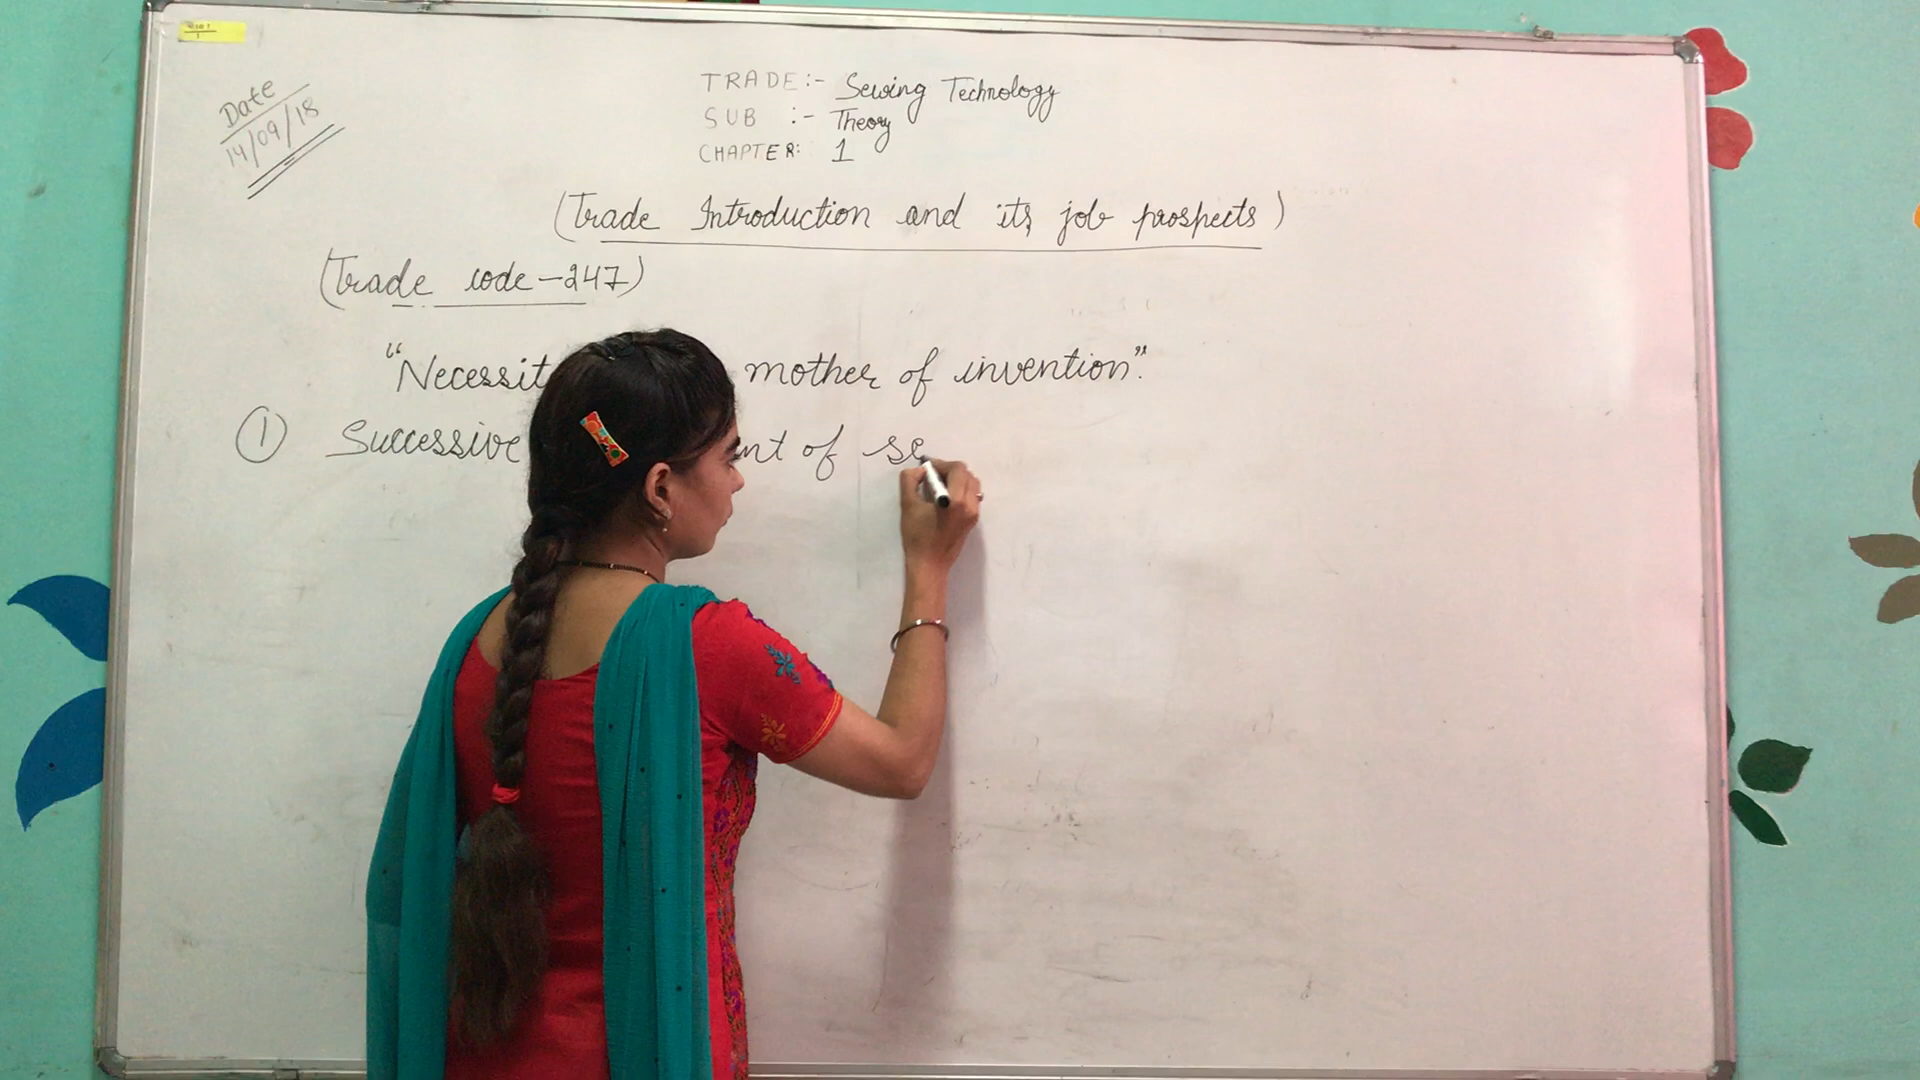 Date
14/09/18
TRADE:- Sewing Technology
SUB :- Theory
CHAPTER: 1
(Trade Introduction and its job prospects)
(Trade code-247)
"Necessit mother of invention".
① Successive nt of se